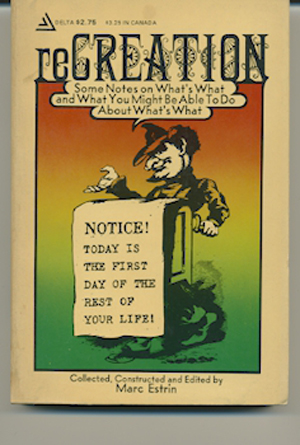 DELTA $2.75 $3.25 IN CANADA
reCREATION
Some Notes on What's What
and What You Might Be Able To Do
About What's What
NOTICE!
TODAY IS
THE FIRST
DAY OF THE
REST OF
YOUR LIFE!
Collected, Constructed and Edited by
Marc Estrin